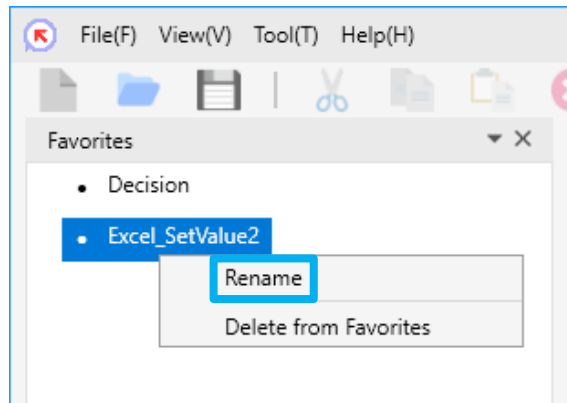 File(F) View(V) Tool(T) Help(H)
Favorites
Decision
Excel_SetValue2
Rename
Delete from Favorites